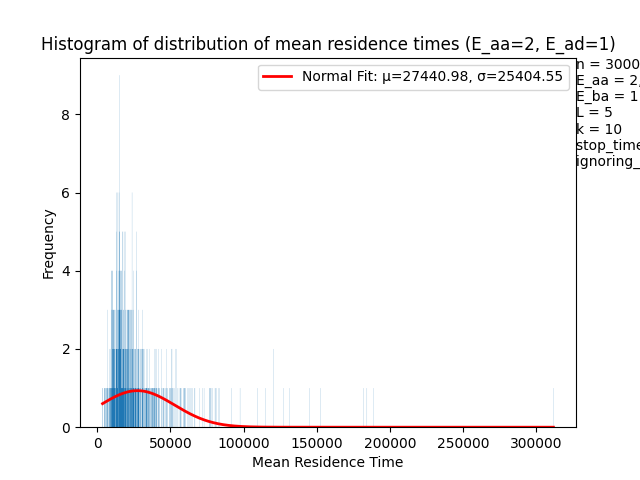 Histogram of distribution of mean residence times (E_aa=2, E_ad=1)
Normal Fit: μ=27440.98, σ=25404.55
n = 3000
E_aa = 2,
E_ba = 1
L = 5
k = 10
stop_time
ignoring_
Frequency
8
6
4
2
0
0 50000 100000 150000 200000 250000 300000
Mean Residence Time